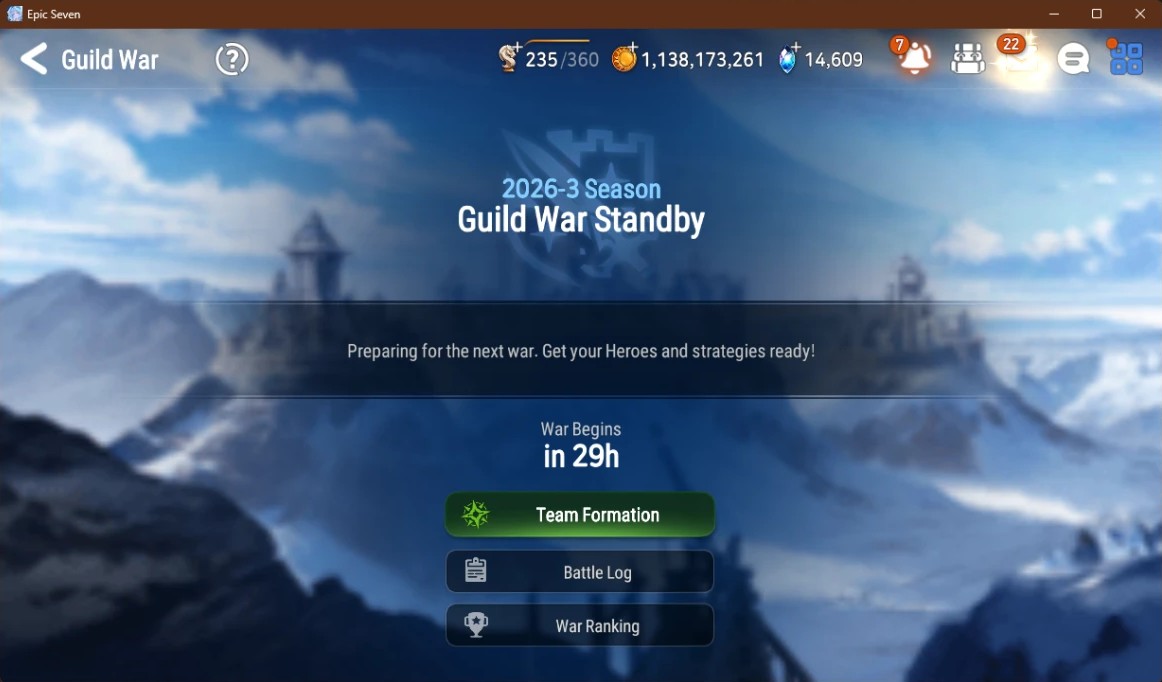 Epic Seven
Guild War
?
235/360
1,138,173,261
14,609
7
22
2026-3 Season
Guild War Standby
Preparing for the next war. Get your Heroes and strategies ready!
War Begins
in 29h
Team Formation
Battle Log
War Ranking